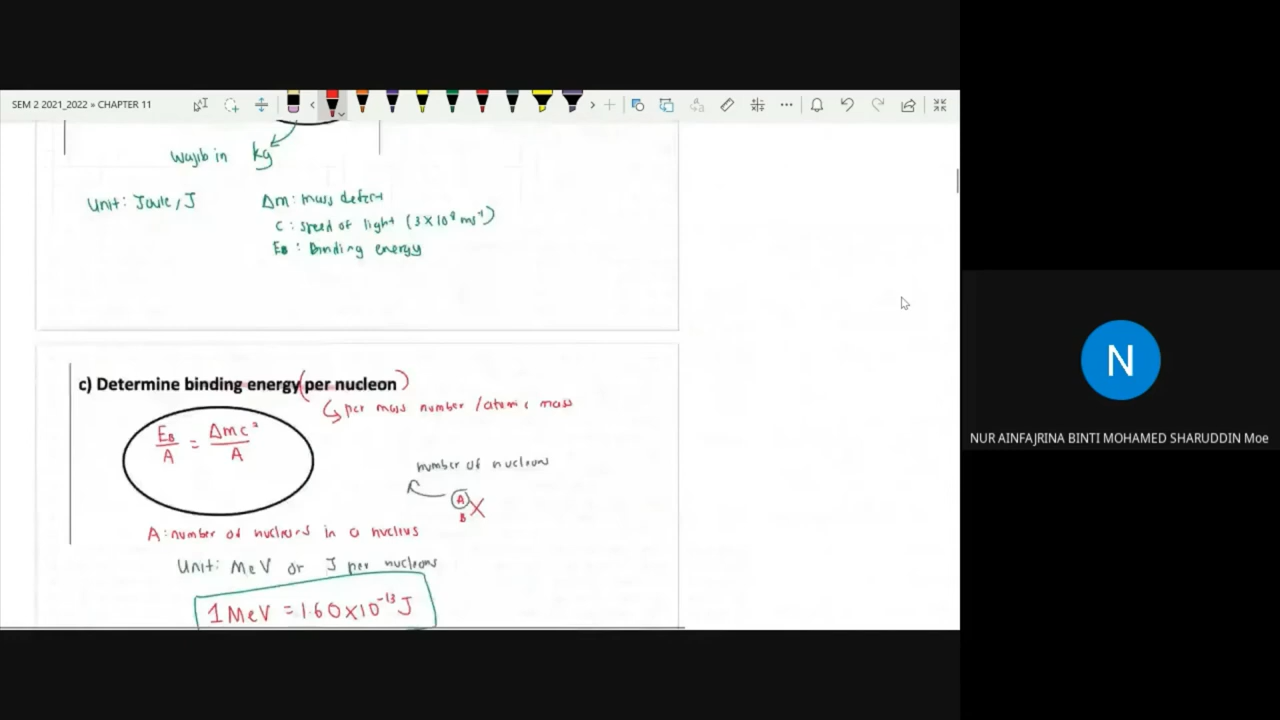 SEM 2 2021_2022 » CHAPTER 11
Wajib in kg
Unit: Joule, J
Δm: mass defect
c: speed of light (3×10⁸ ms⁻¹)
EB: Binding energy
c) Determine binding energy (per nucleon)
per mass number / atomic mass
EB/A = Δmc²/A
number of nucleons
A
B X
A: number of nucleons in a nucleus
Unit: MeV or J per nucleons
1 MeV = 1.60×10⁻¹³ J
N
NUR AINFAJRINA BINTI MOHAMED SHARUDDIN Moe